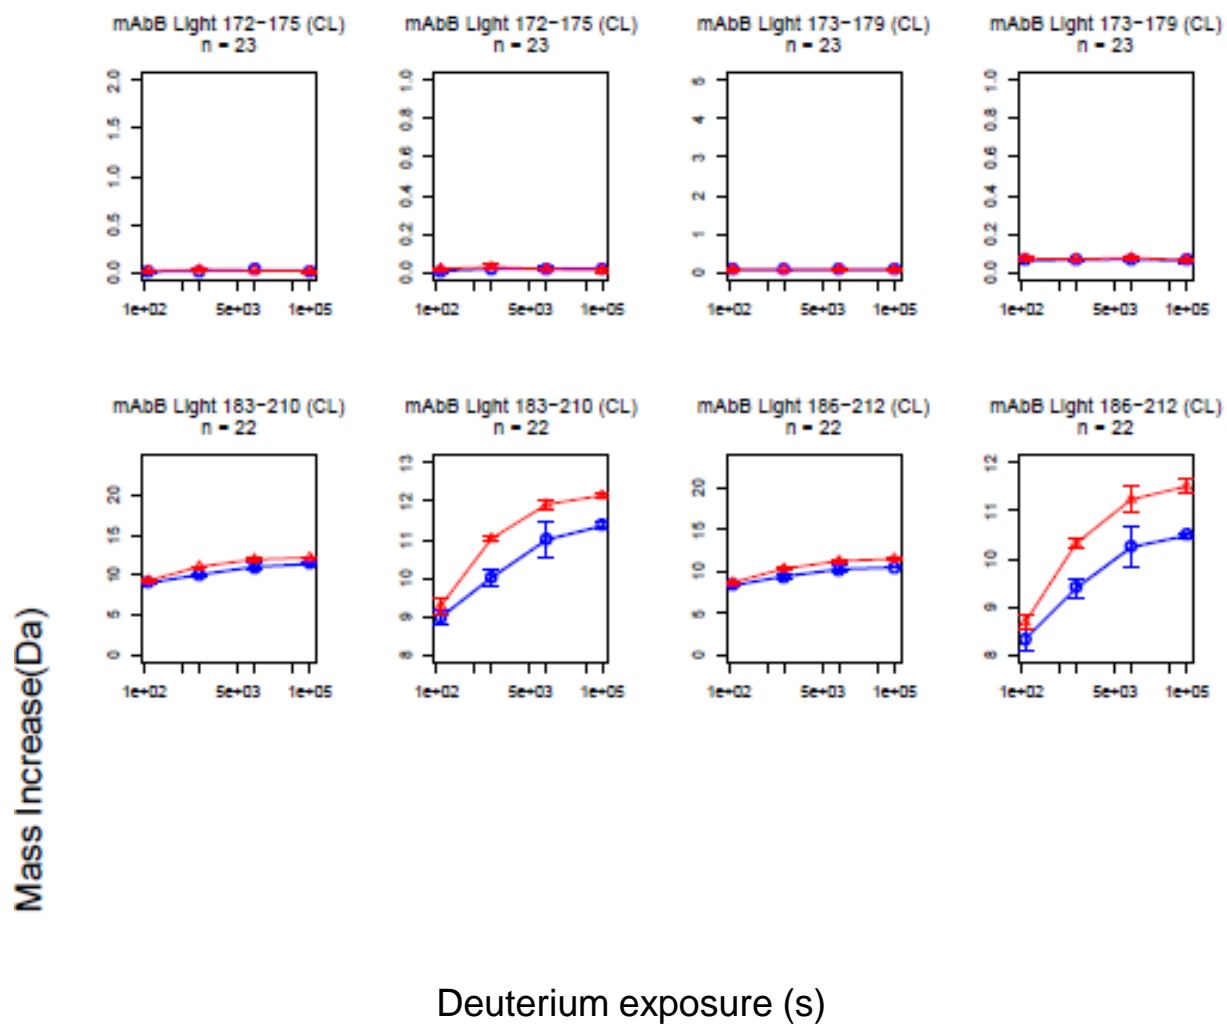 mAbB Light 172−175 (CL)
n = 23
mAbB Light 172−175 (CL)
n = 23
mAbB Light 173−179 (CL)
n = 23
mAbB Light 173−179 (CL)
n = 23
2.0
1.5
1.0
0.5
0.0
1e+02 5e+03 1e+05
1.0
0.8
0.6
0.4
0.2
0.0
1e+02 5e+03 1e+05
5
4
3
2
1
0
1e+02 5e+03 1e+05
1.0
0.8
0.6
0.4
0.2
0.0
1e+02 5e+03 1e+05
mAbB Light 183−210 (CL)
n = 22
mAbB Light 183−210 (CL)
n = 22
mAbB Light 186−212 (CL)
n = 22
mAbB Light 186−212 (CL)
n = 22
20
15
10
5
0
1e+02 5e+03 1e+05
13
12
11
10
9
8
1e+02 5e+03 1e+05
20
15
10
5
0
1e+02 5e+03 1e+05
12
11
10
9
8
1e+02 5e+03 1e+05
Mass Increase(Da)
Deuterium exposure (s)